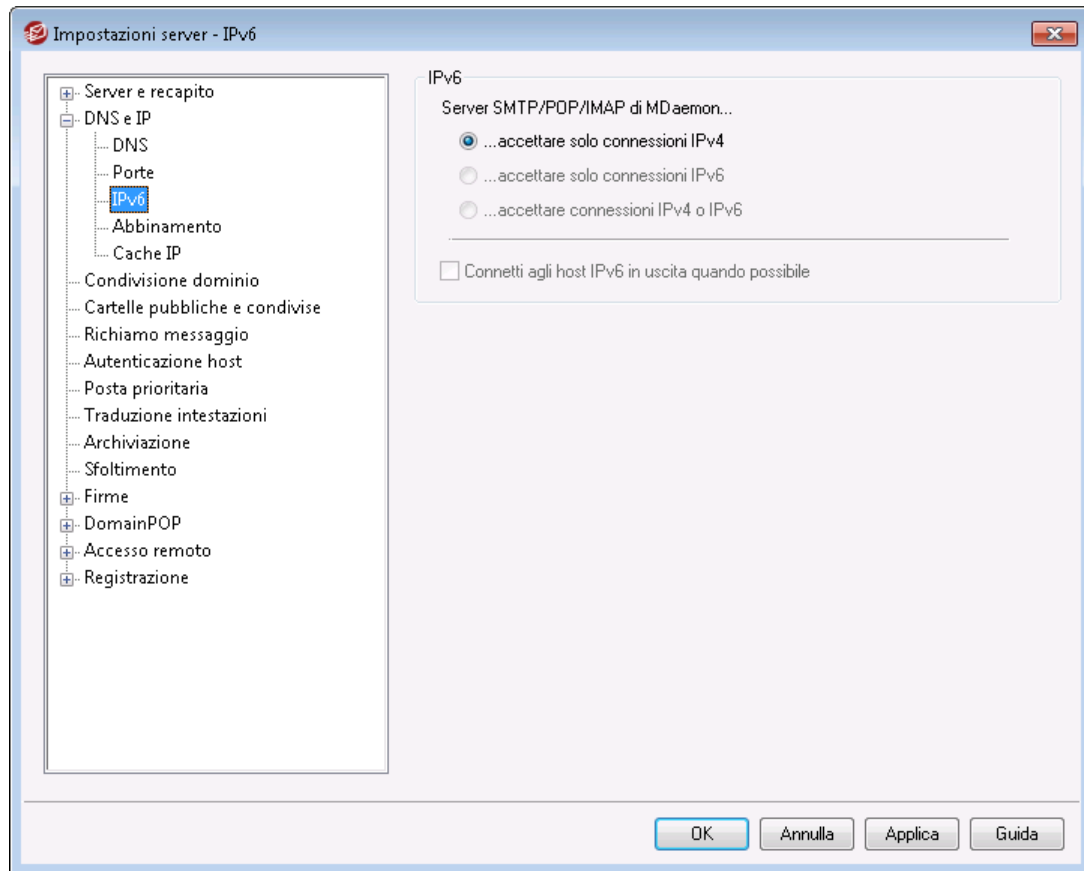 Impostazioni server - IPv6
Server e recapito
DNS e IP
DNS
Porte
IPv6
Abbinamento
Cache IP
Condivisione dominio
Cartelle pubbliche e condivise
Richiamo messaggio
Autenticazione host
Posta prioritaria
Traduzione intestazioni
Archiviazione
Sfoltimento
Firme
DomainPOP
Accesso remoto
Registrazione
IPv6
Server SMTP/POP/IMAP di MDaemon...
...accettare solo connessioni IPv4
...accettare solo connessioni IPv6
...accettare connessioni IPv4 o IPv6
Connetti agli host IPv6 in uscita quando possibile
OK
Annulla
Applica
Guida